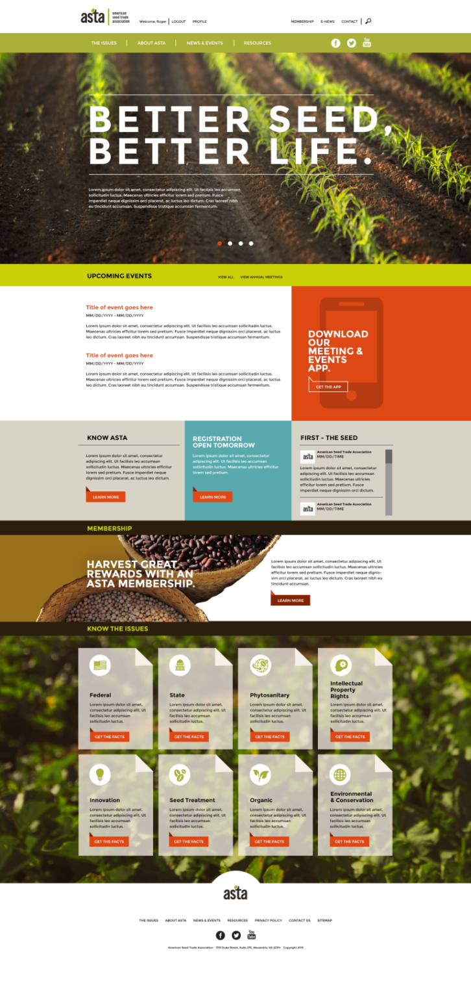 asta
american
seed trade
association
Welcome, Roger
LOGOUT
PROFILE
MEMBERSHIP
E-NEWS
CONTACT
THE ISSUES
ABOUT ASTA
NEWS & EVENTS
RESOURCES
You
Tube
BETTER SEED,
BETTER LIFE.
Lorem ipsum dolor sit amet, consectetur adipiscing elit. Ut facilisis leo accumsan
sollicitudin luctus. Maecenas ultricies efficitur lorem sed pretium. Fusce
imperdiet neque dignissim orci placerat, ac luctus leo dictum. Cras laoreet nibh
eu tincidunt accumsan. Suspendisse tristique accumsan fermentum.
UPCOMING EVENTS
VIEW ALL
VIEW ANNUAL MEETINGS
Title of event goes here
MM/DD/YYYY - MM/DD/YYYY
Lorem ipsum dolor sit amet, consectetur adipiscing elit. Ut facilisis leo accumsan sollicitudin luctus.
Maecenas ultricies efficitur lorem sed pretium. Fusce imperdiet neque dignissim orci placerat, ac luctus
leo dictum. Cras laoreet nibh eu tincidunt accumsan. Suspendisse tristique accumsan fermentum.
Title of event goes here
MM/DD/YYYY - MM/DD/YYYY
Lorem ipsum dolor sit amet, consectetur adipiscing elit. Ut facilisis leo accumsan sollicitudin luctus.
Maecenas ultricies efficitur lorem sed pretium. Fusce imperdiet neque dignissim orci placerat, ac luctus
leo dictum. Cras laoreet nibh eu tincidunt accumsan. Suspendisse tristique accumsan fermentum.
DOWNLOAD
OUR
MEETING &
EVENTS
APP.
GET THE APP
KNOW ASTA
Lorem ipsum dolor sit amet, consectetur
adipiscing elit. Ut facilisis leo accumsan
sollicitudin luctus. Maecenas ultricies efficitur
lorem sed pretium. Fusce imperdiet neque
dignissim orci placerat, ac luctus leo dictum.
LEARN MORE
REGISTRATION
OPEN TOMORROW
Lorem ipsum dolor sit amet, consectetur
adipiscing elit. Ut facilisis leo accumsan
sollicitudin luctus. Maecenas ultricies efficitur
lorem sed pretium.
LEARN MORE
FIRST - THE SEED
asta
American Seed Trade Association
MM/DD/TIME
Lorem ipsum dolor sit amet, consectetur
adipiscing elit. Ut facilisis leo accumsan
sollicitudin luctus. Maecenas ultricies
efficitur lorem sed pretium. Fusce
imperdiet neque dignissim orci dictum.
asta
American Seed Trade Association
MM/DD/TIME
MEMBERSHIP
HARVEST GREAT
REWARDS WITH AN
ASTA MEMBERSHIP.
Lorem ipsum dolor sit amet, consectetur adipiscing elit. Ut
facilisis leo accumsan sollicitudin luctus. Maecenas ultricies
efficitur lorem sed pretium. Fusce imperdiet neque dignis-
sim orci placerat, ac luctus leo dictum. Cras laoreet nibh eu
tincidunt accumsan.
LEARN MORE
KNOW THE ISSUES
Federal
Lorem ipsum dolor sit amet,
consectetur adipiscing elit. Ut
facilisis leo accumsan
sollicitudin luctus.
GET THE FACTS
State
Lorem ipsum dolor sit amet,
consectetur adipiscing elit. Ut
facilisis leo accumsan
sollicitudin luctus.
GET THE FACTS
Phytosanitary
Lorem ipsum dolor sit amet,
consectetur adipiscing elit. Ut
facilisis leo accumsan
sollicitudin luctus.
GET THE FACTS
Intellectual
Property
Rights
Lorem ipsum dolor sit amet,
consectetur adipiscing elit. Ut
facilisis leo accumsan
sollicitudin luctus.
GET THE FACTS
Innovation
Lorem ipsum dolor sit amet,
consectetur adipiscing elit. Ut
facilisis leo accumsan
sollicitudin luctus.
GET THE FACTS
Seed Treatment
Lorem ipsum dolor sit amet,
consectetur adipiscing elit. Ut
facilisis leo accumsan
sollicitudin luctus.
GET THE FACTS
Organic
Lorem ipsum dolor sit amet,
consectetur adipiscing elit. Ut
facilisis leo accumsan
sollicitudin luctus.
GET THE FACTS
Environmental
& Conservation
Lorem ipsum dolor sit amet,
consectetur adipiscing elit. Ut
facilisis leo accumsan
sollicitudin luctus.
GET THE FACTS
asta
THE ISSUES
ABOUT ASTA
NEWS & EVENTS
RESOURCES
PRIVACY POLICY
CONTACT US
SITEMAP
You
Tube
American Seed Trade Association 1701 Duke Street, Suite 275, Alexandria, VA 22314 Copyright 2015